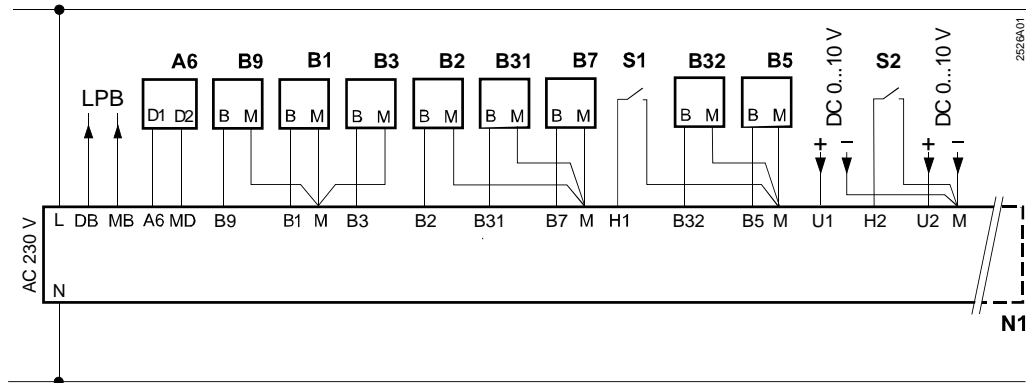 A6 B9 B1 B3 B2 B31 B7 S1 B32 B5 DC 0...10 V S2 DC 0...10 V 2526A01
LPB
D1 D2 B M B M B M B M B M B M B M B M
+ − + −
L DB MB A6 MD B9 B1 M B3 B2 B31 B7 M H1 B32 B5 M U1 H2 U2 M
AC 230 V
N
N1